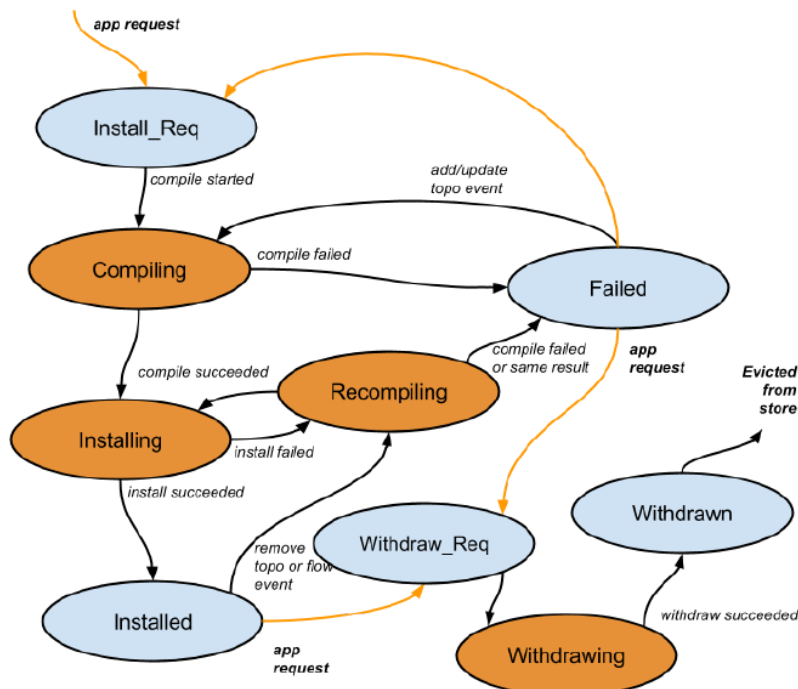 app request
Install_Req
compile started
add/update
topo event
Compiling
compile failed
Failed
compile succeeded
Recompiling
compile failed
or same result
app
request
Evicted
from
store
Installing
install failed
install succeeded
Withdrawn
remove
topo or flow
event
Withdraw_Req
Installed
app
request
Withdrawing
withdraw succeeded